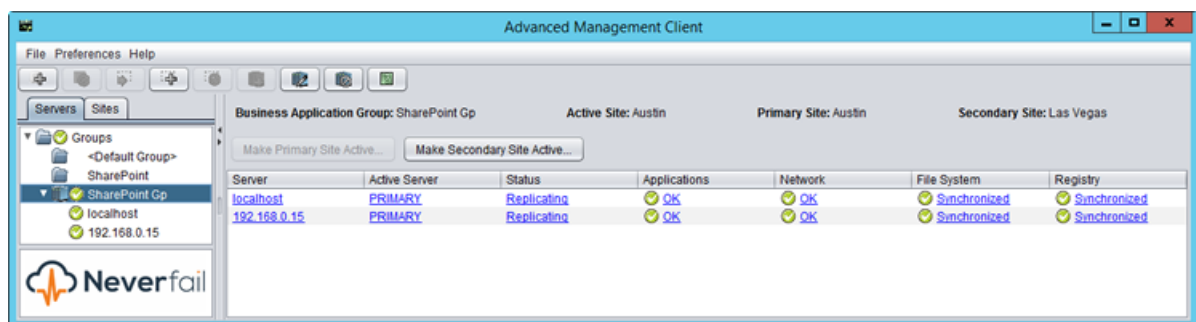 Advanced Management Client
File Preferences Help
Servers Sites
Business Application Group: SharePoint Gp Active Site: Austin Primary Site: Austin Secondary Site: Las Vegas
Groups
<Default Group>
SharePoint
SharePoint Gp
localhost
192.168.0.15
Make Primary Site Active... Make Secondary Site Active...
Server Active Server Status Applications Network File System Registry
localhost PRIMARY Replicating OK OK Synchronized Synchronized
192.168.0.15 PRIMARY Replicating OK OK Synchronized Synchronized
Neverfail